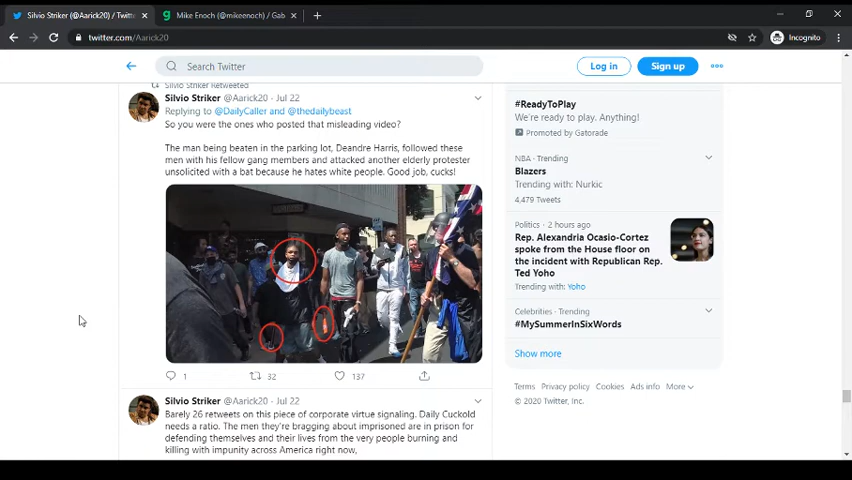 Silvio Striker (@Aarick20) / Twitte
Mike Enoch (@mikeenoch) / Gab
twitter.com/Aarick20
Incognito
Search Twitter
Log in
Sign up
Silvio Striker Retweeted
Silvio Striker @Aarick20 · Jul 22
Replying to @DailyCaller and @thedailybeast
So you were the ones who posted that misleading video?
The man being beaten in the parking lot, Deandre Harris, followed these
men with his fellow gang members and attacked another elderly protester
unsolicited with a bat because he hates white people. Good job, cucks!
1
32
137
Silvio Striker @Aarick20 · Jul 22
Barely 26 retweets on this piece of corporate virtue signaling. Daily Cuckold
needs a ratio. The men they're bragging about imprisoned are in prison for
defending themselves and their lives from the very people burning and
killing with impunity across America right now,
#ReadyToPlay
We're ready to play. Anything!
Promoted by Gatorade
NBA · Trending
Blazers
Trending with: Nurkic
4,479 Tweets
Politics · 2 hours ago
Rep. Alexandria Ocasio-Cortez
spoke from the House floor on
the incident with Republican Rep.
Ted Yoho
Trending with: Yoho
Celebrities · Trending
#MySummerInSixWords
Show more
Terms Privacy policy Cookies Ads info More
© 2020 Twitter, Inc.